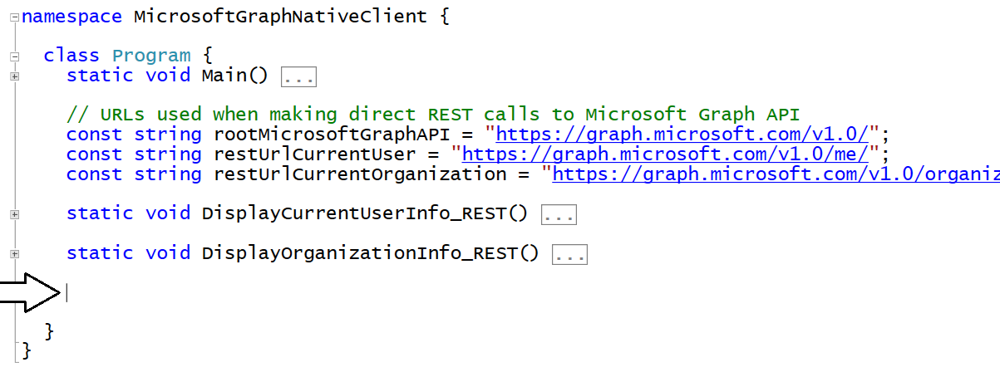 namespace MicrosoftGraphNativeClient {
class Program {
static void Main() ...
// URLs used when making direct REST calls to Microsoft Graph API
const string rootMicrosoftGraphAPI = "https://graph.microsoft.com/v1.0/";
const string restUrlCurrentUser = "https://graph.microsoft.com/v1.0/me/";
const string restUrlCurrentOrganization = "https://graph.microsoft.com/v1.0/organiz
static void DisplayCurrentUserInfo_REST() ...
static void DisplayOrganizationInfo_REST() ...
}
}